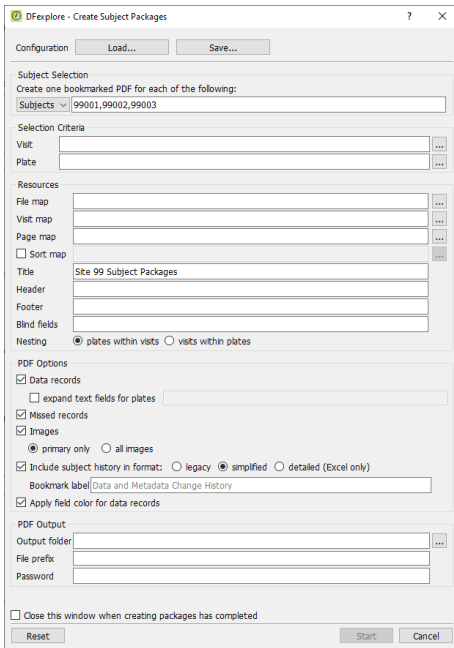 DFexplore - Create Subject Packages ? ×
Configuration Load... Save...
Subject Selection
Create one bookmarked PDF for each of the following:
Subjects 99001,99002,99003
Selection Criteria
Visit ...
Plate ...
Resources
File map ...
Visit map ...
Page map ...
Sort map ...
Title Site 99 Subject Packages
Header
Footer
Blind fields
Nesting plates within visits visits within plates
PDF Options
Data records
expand text fields for plates
Missed records
Images
primary only all images
Include subject history in format: legacy simplified detailed (Excel only)
Bookmark label Data and Metadata Change History
Apply field color for data records
PDF Output
Output folder ...
File prefix
Password
Close this window when creating packages has completed
Reset Start Cancel